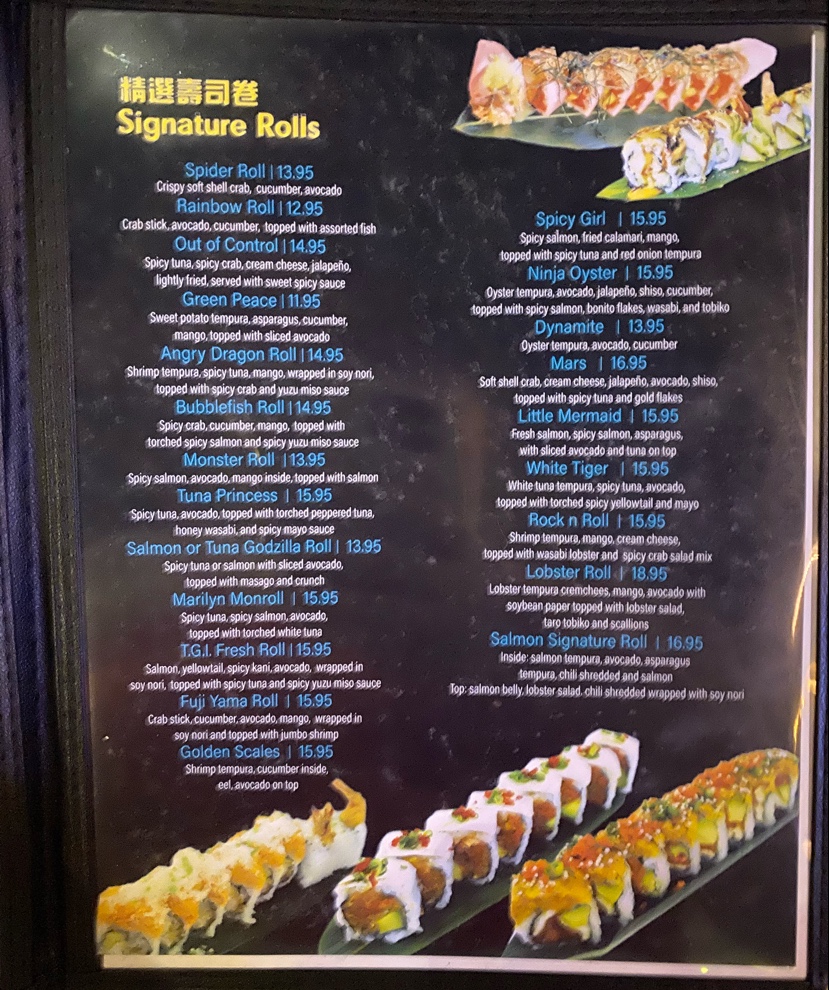 精選壽司卷
Signature Rolls
Spider Roll | 13.95
Crispy soft shell crab, cucumber, avocado
Rainbow Roll | 12.95
Crab stick, avocado, cucumber, topped with assorted fish
Out of Control | 14.95
Spicy tuna, spicy crab, cream cheese, jalapeño,
lightly fried, served with sweet spicy sauce
Green Peace | 11.95
Sweet potato tempura, asparagus, cucumber,
mango, topped with sliced avocado
Angry Dragon Roll | 14.95
Shrimp tempura, spicy tuna, mango, wrapped in soy nori,
topped with spicy crab and yuzu miso sauce
Bubblefish Roll | 14.95
Spicy crab, cucumber, mango, topped with
torched spicy salmon and spicy yuzu miso sauce
Monster Roll | 13.95
Spicy salmon, avocado, mango inside, topped with salmon
Tuna Princess | 15.95
Spicy tuna, avocado, topped with torched peppered tuna,
honey wasabi, and spicy mayo sauce
Salmon or Tuna Godzilla Roll | 13.95
Spicy tuna or salmon with sliced avocado,
topped with masago and crunch
Marilyn Monroll | 15.95
Spicy tuna, spicy salmon, avocado,
topped with torched white tuna
T.G.I. Fresh Roll | 15.95
Salmon, yellowtail, spicy kani, avocado, wrapped in
soy nori, topped with spicy tuna and spicy yuzu miso sauce
Fuji Yama Roll | 15.95
Crab stick, cucumber, avocado, mango, wrapped in
soy nori and topped with jumbo shrimp
Golden Scales | 15.95
Shrimp tempura, cucumber inside,
eel, avocado on top
Spicy Girl | 15.95
Spicy salmon, fried calamari, mango,
topped with spicy tuna and red onion tempura
Ninja Oyster | 15.95
Oyster tempura, avocado, jalapeño, shiso, cucumber,
topped with spicy salmon, bonito flakes, wasabi, and tobiko
Dynamite | 13.95
Oyster tempura, avocado, cucumber
Mars | 16.95
Soft shell crab, cream cheese, jalapeño, avocado, shiso,
topped with spicy tuna and gold flakes
Little Mermaid | 15.95
Fresh salmon, spicy salmon, asparagus,
with sliced avocado and tuna on top
White Tiger | 15.95
White tuna tempura, spicy tuna, avocado,
topped with torched spicy yellowtail and mayo
Rock n Roll | 15.95
Shrimp tempura, mango, cream cheese,
topped with wasabi lobster and spicy crab salad mix
Lobster Roll | 18.95
Lobster tempura cremchees, mango, avocado with
soybean paper topped with lobster salad,
taro tobiko and scallions
Salmon Signature Roll | 16.95
Inside: salmon tempura, avocado, asparagus
tempura, chili shredded and salmon
Top: salmon belly, lobster salad, chili shredded wrapped with soy nori